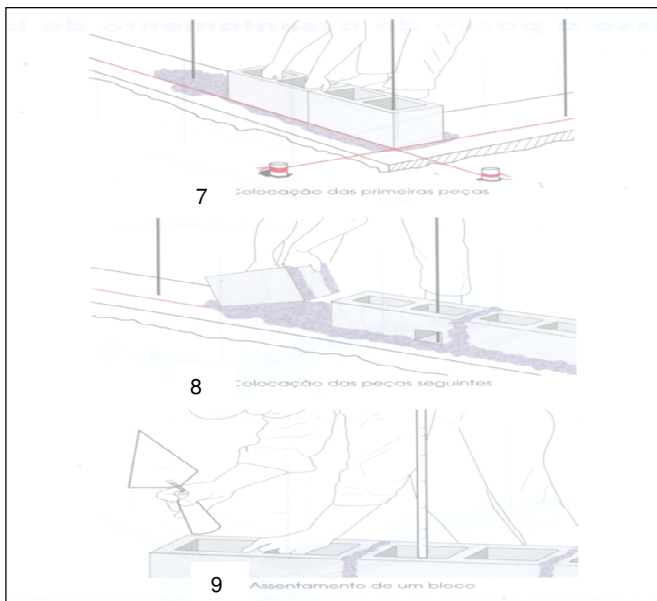 7 Colocação das primeiras peças
8 Colocação das peças seguintes
9 Assentamento de um bloco